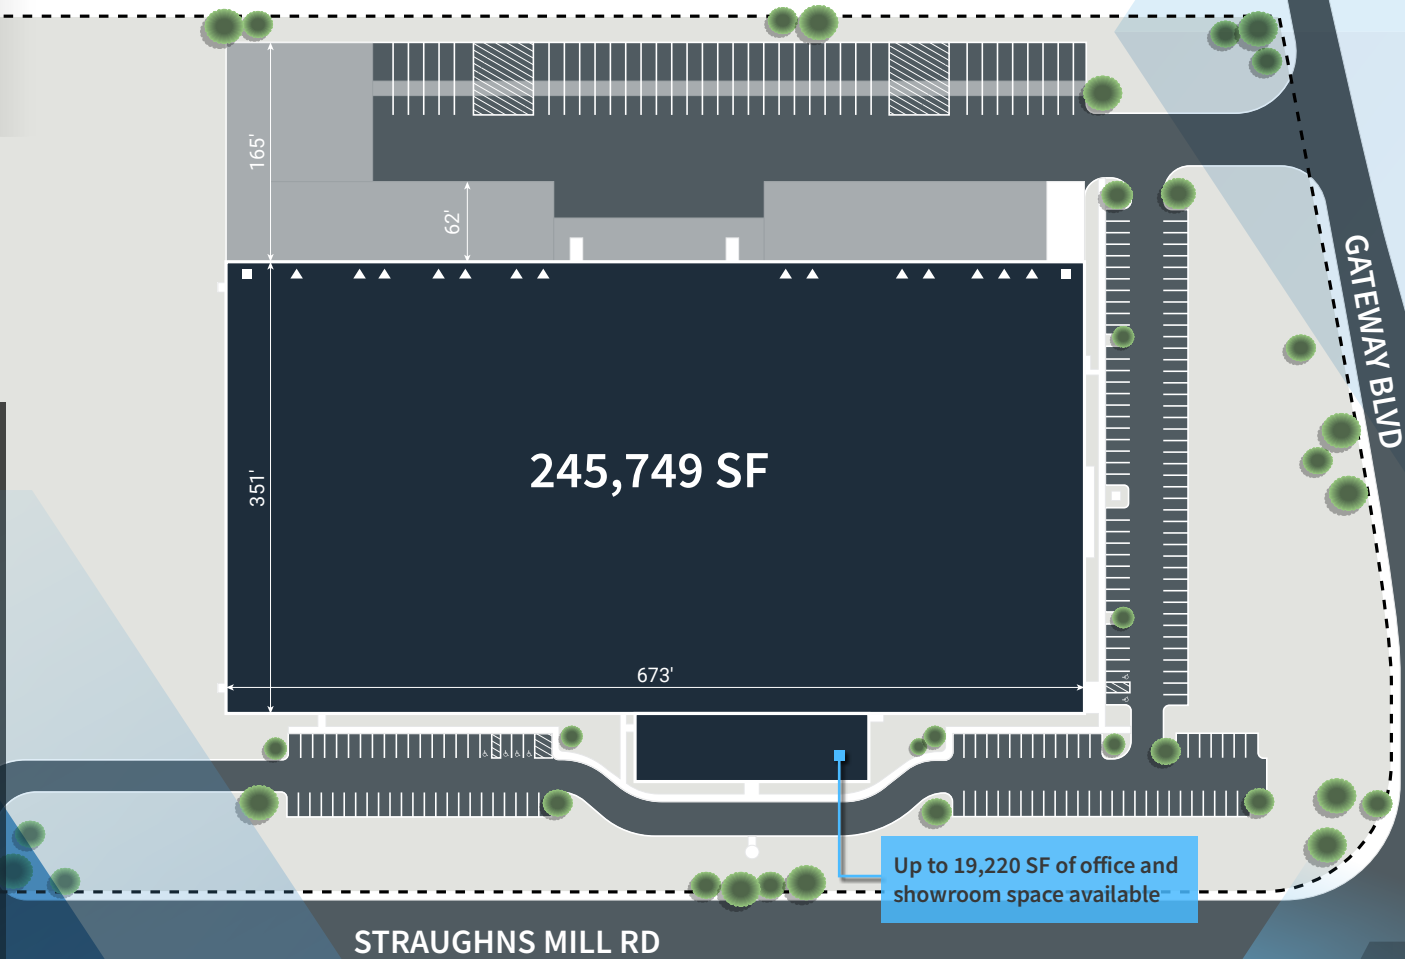 165'
62'
GATEWAY BLVD
245,749 SF
351'
673'
Up to 19,220 SF of office and
showroom space available
STRAUGHNS MILL RD